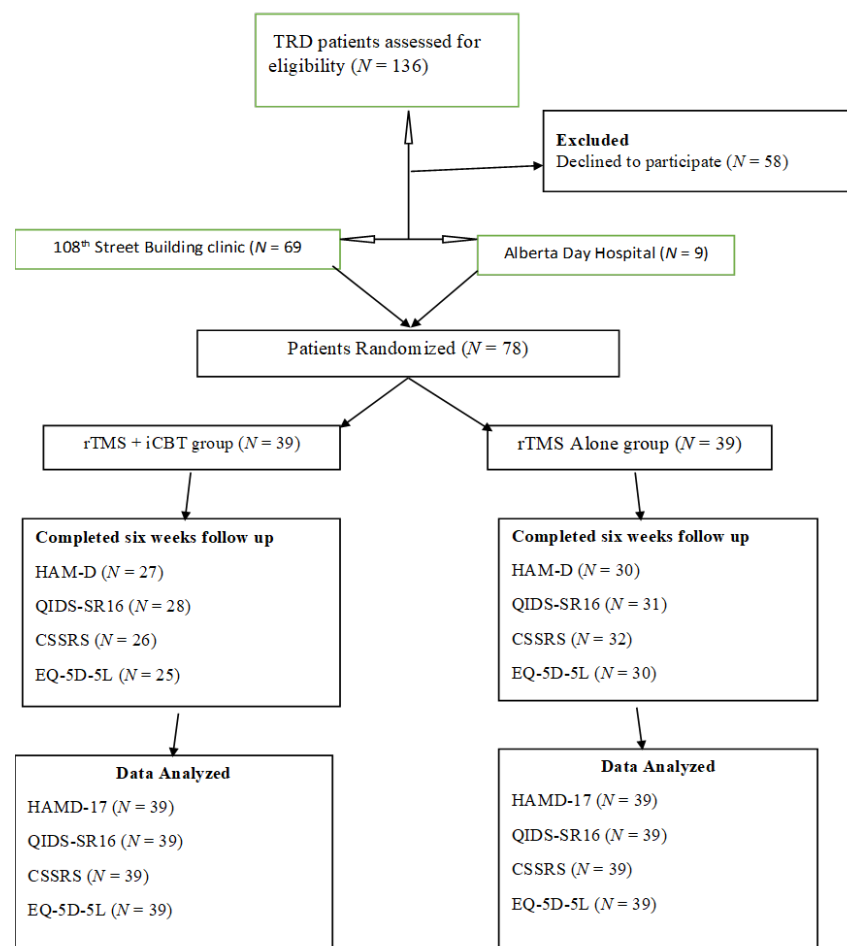 TRD patients assessed for
eligibility (N = 136)
Excluded
Declined to participate (N = 58)
108th Street Building clinic (N = 69
Alberta Day Hospital (N = 9)
Patients Randomized (N = 78)
rTMS + iCBT group (N = 39)
rTMS Alone group (N = 39)
Completed six weeks follow up
HAM-D (N = 27)
QIDS-SR16 (N = 28)
CSSRS (N = 26)
EQ-5D-5L (N = 25)
Completed six weeks follow up
HAM-D (N = 30)
QIDS-SR16 (N = 31)
CSSRS (N = 32)
EQ-5D-5L (N = 30)
Data Analyzed
HAMD-17 (N = 39)
QIDS-SR16 (N = 39)
CSSRS (N = 39)
EQ-5D-5L (N = 39)
Data Analyzed
HAMD-17 (N = 39)
QIDS-SR16 (N = 39)
CSSRS (N = 39)
EQ-5D-5L (N = 39)